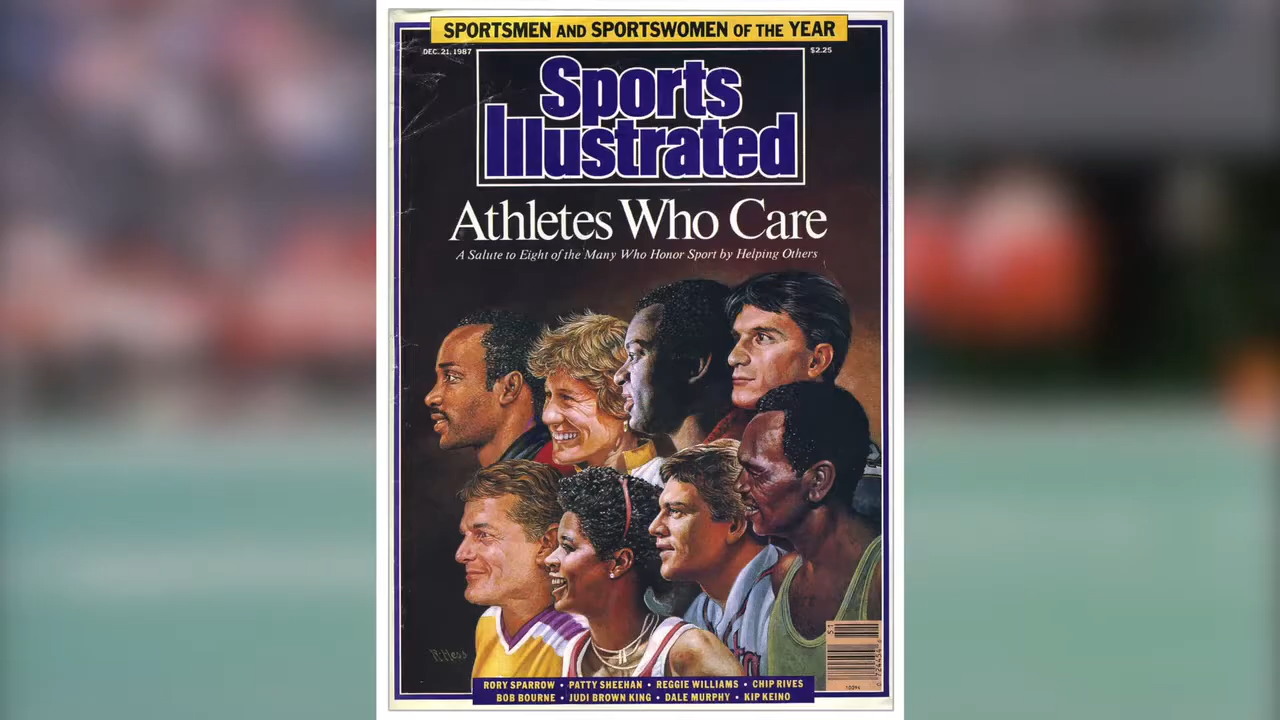 SPORTSMEN AND SPORTSWOMEN OF THE YEAR
DEC. 21, 1987
$2.25
Sports
Illustrated
Athletes Who Care
A Salute to Eight of the Many Who Honor Sport by Helping Others
51
RORY SPARROW • PATTY SHEEHAN • REGGIE WILLIAMS • CHIP RIVES
BOB BOURNE • JUDI BROWN KING • DALE MURPHY • KIP KEINO